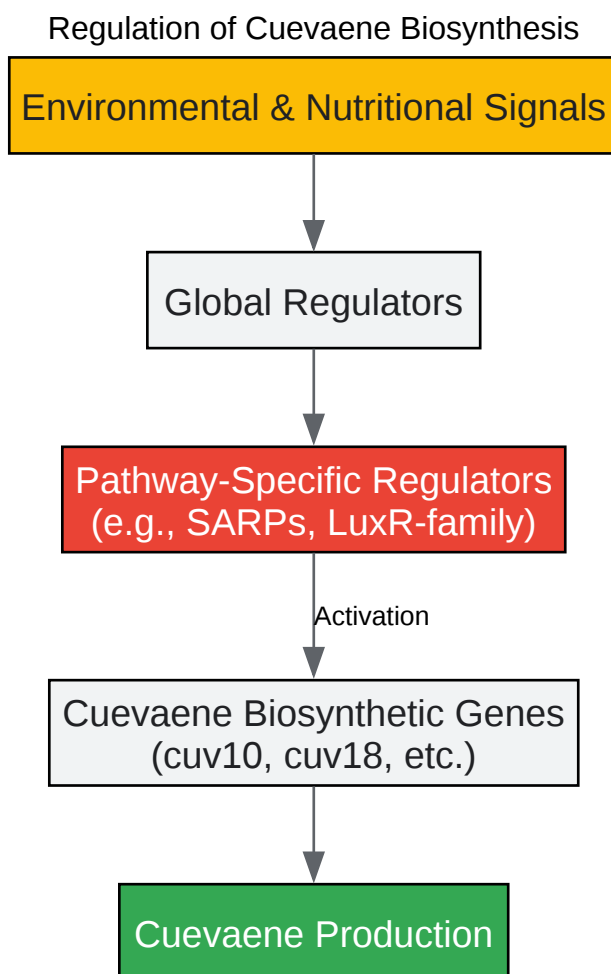 Regulation of Cuevaene Biosynthesis
Environmental & Nutritional Signals
Global Regulators
Pathway-Specific Regulators
(e.g., SARPs, LuxR-family)
Activation
Cuevaene Biosynthetic Genes
(cuv10, cuv18, etc.)
Cuevaene Production